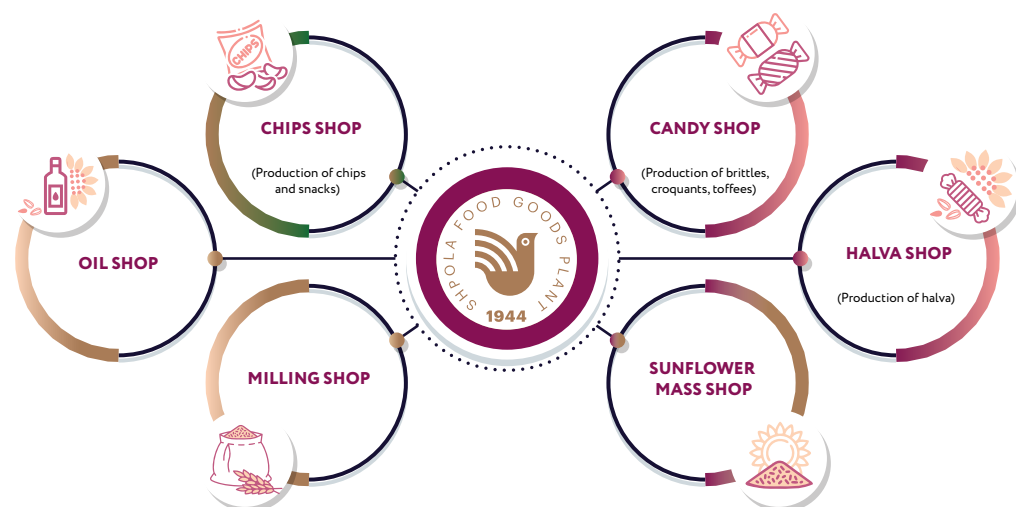 CHIPS
CHIPS SHOP
(Production of chips
and snacks)
CANDY SHOP
(Production of brittles,
croquants, toffees)
OIL SHOP
SHPOLA FOOD GOODS PLANT
1944
HALVA SHOP
(Production of halva)
MILLING SHOP
SUNFLOWER
MASS SHOP